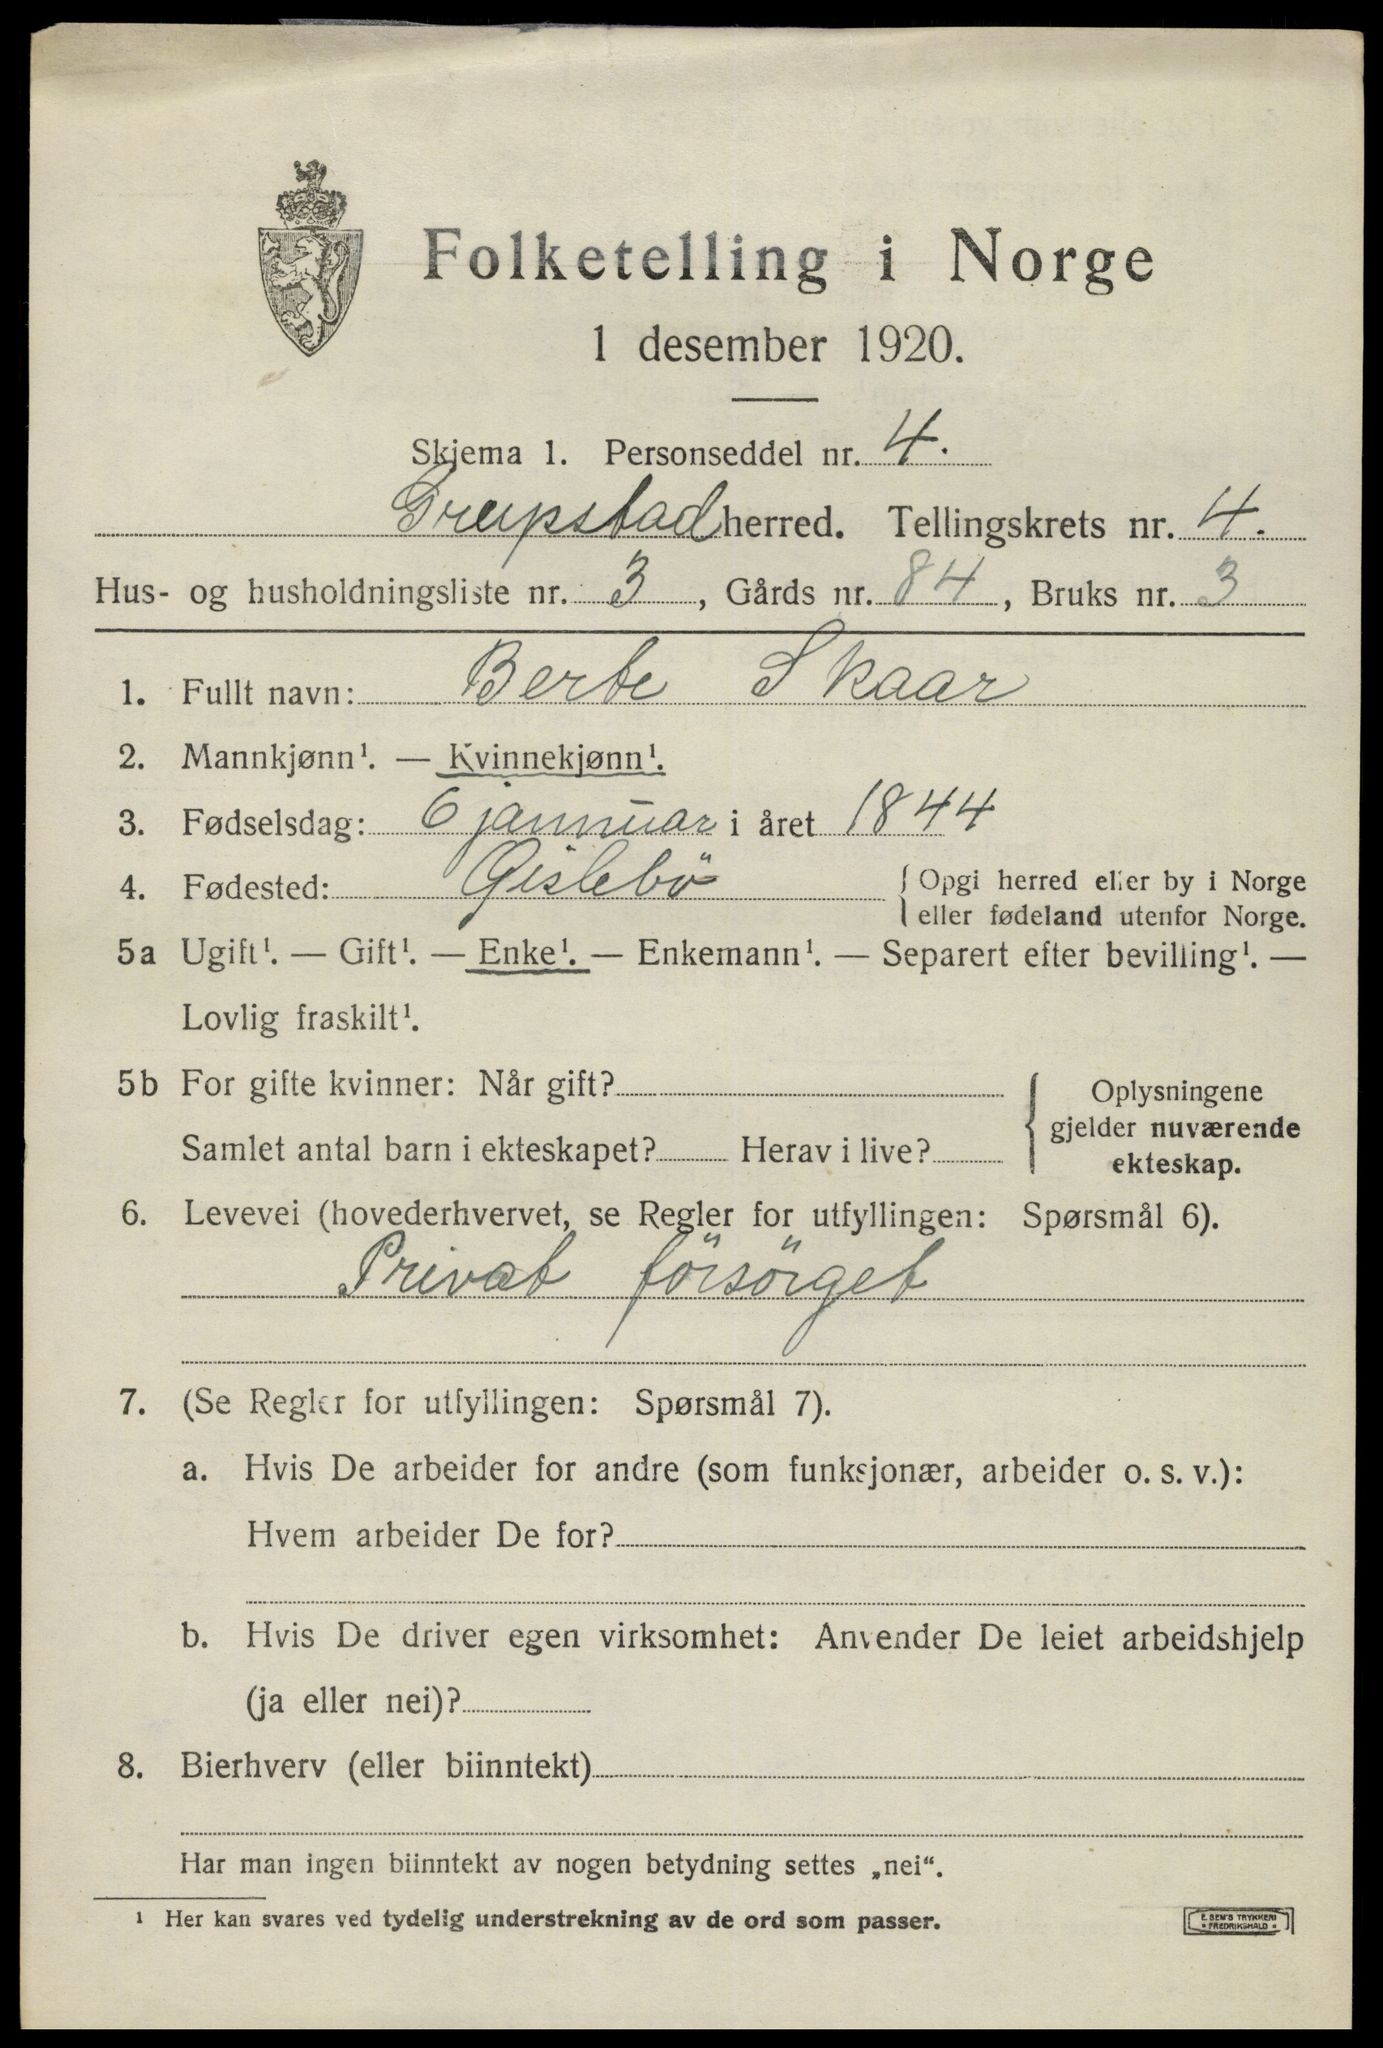 Folketelling i Norge
1 desember 1920.
Skjema 1. Personseddel nr. 4.
Greipstad herred. Tellingskrets nr. 4.
Hus- og husholdningsliste nr. 3, Gårds nr. 84, Bruks nr. 3
1. Fullt navn: Berte Skaar
2. Mannkjønn¹. — Kvinnekjønn¹.
3. Fødselsdag: 6 jannuar i året 1844
4. Fødested: Gislebö { Opgi herred eller by i Norge
eller fødeland utenfor Norge.
5a Ugift¹. — Gift¹. — Enke¹. — Enkemann¹. — Separert efter bevilling¹. —
Lovlig fraskilt¹.
5b For gifte kvinner: Når gift?
Samlet antal barn i ekteskapet? Herav i live?
{ Oplysningene
gjelder nuværende
ekteskap.
6. Levevei (hovederhvervet, se Regler for utfyllingen: Spørsmål 6).
Privat försörget
7. (Se Regler for utfyllingen: Spørsmål 7).
a. Hvis De arbeider for andre (som funksjonær, arbeider o. s. v.):
Hvem arbeider De for?
b. Hvis De driver egen virksomhet: Anvender De leiet arbeidshjelp
(ja eller nei)?
8. Bierhverv (eller biinntekt)
Har man ingen biinntekt av nogen betydning settes „nei“.
¹ Her kan svares ved tydelig understrekning av de ord som passer.
E. SEM'S TRYKKERI
• FREDRIKSHALD •